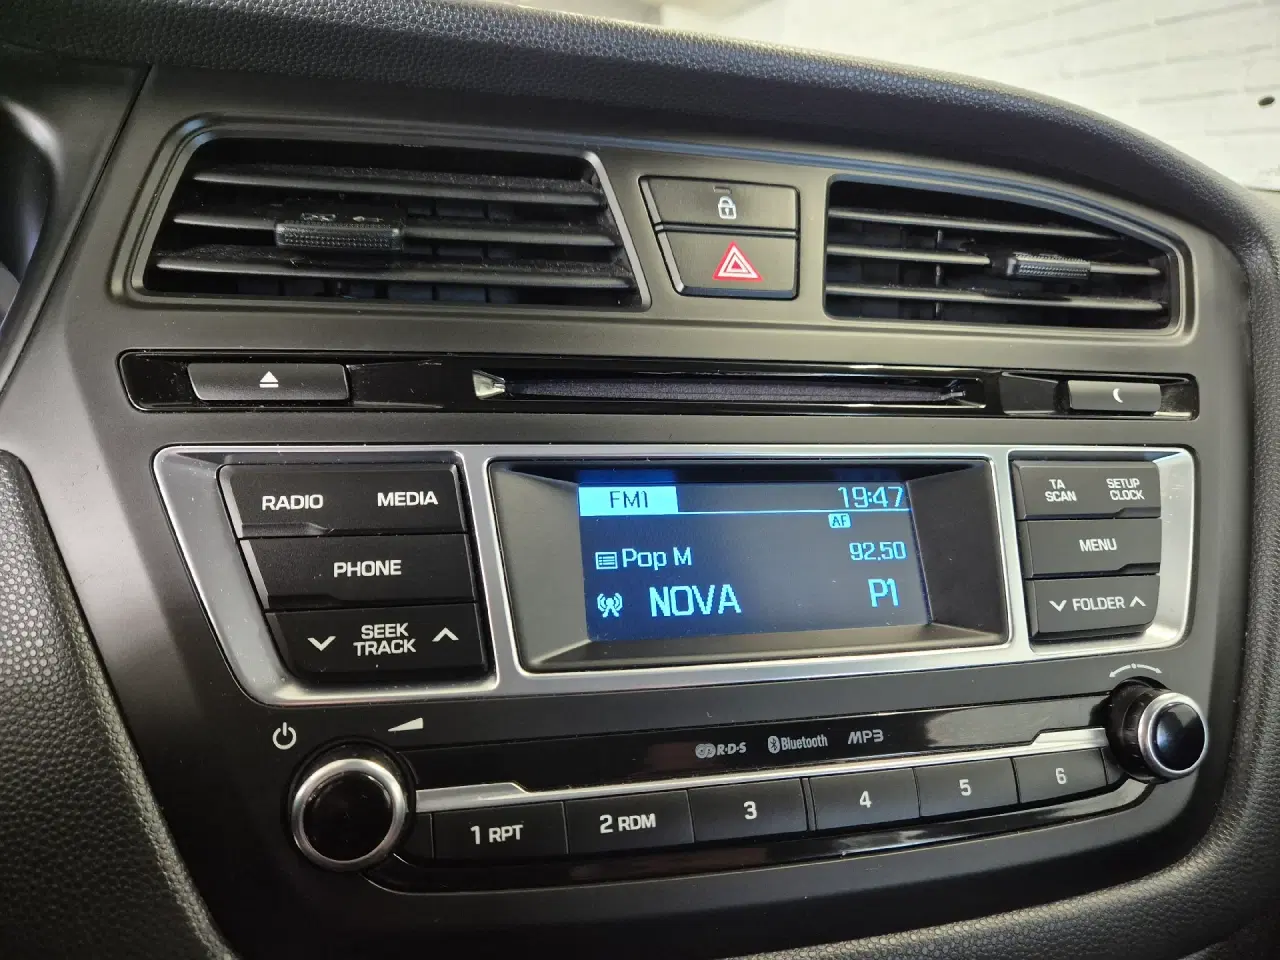 RADIO MEDIA
PHONE
SEEK
TRACK
FM1 19:47
AF
Pop M 92.50
NOVA P1
TA
SCAN
SETUP
CLOCK
MENU
FOLDER
R·D·S Bluetooth MP3
1 RPT 2 RDM 3 4 5 6